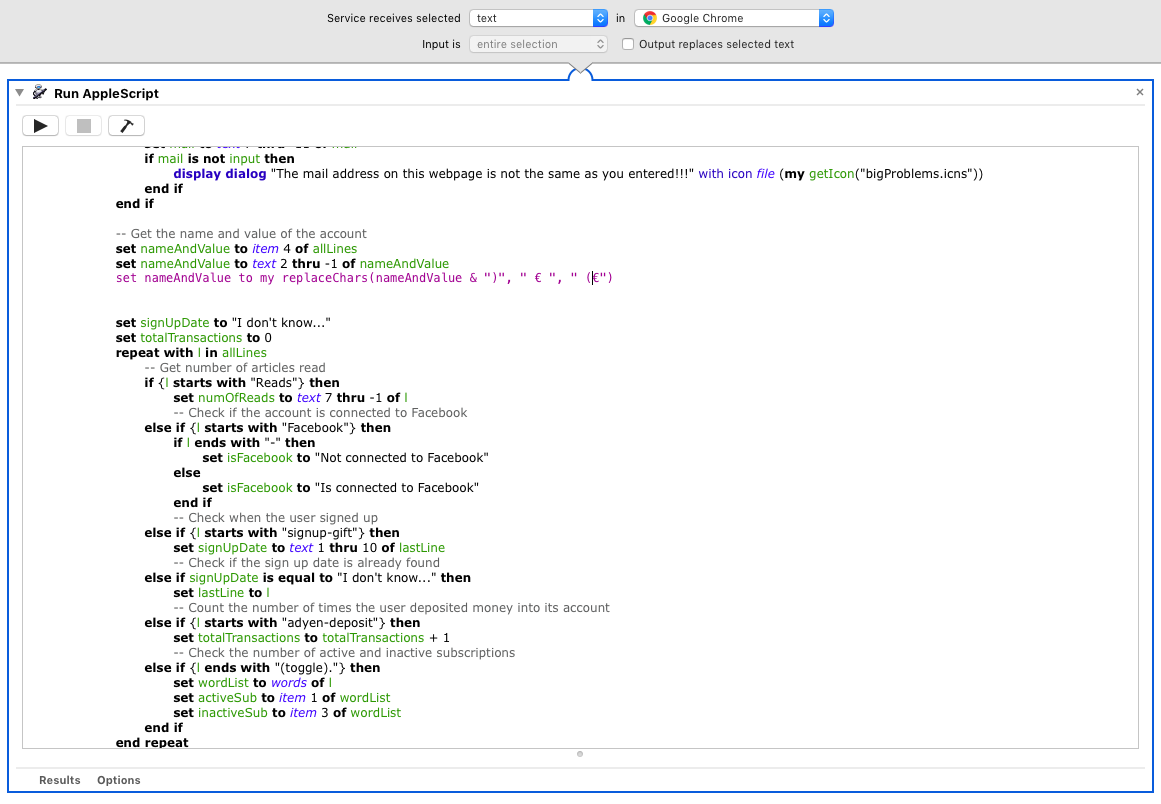 Service receives selected text in Google Chrome
Input is entire selection Output replaces selected text
Run AppleScript
if mail is not input then
display dialog "The mail address on this webpage is not the same as you entered!!!" with icon file (my getIcon("bigProblems.icns"))
end if
end if
-- Get the name and value of the account
set nameAndValue to item 4 of allLines
set nameAndValue to text 2 thru -1 of nameAndValue
set nameAndValue to my replaceChars(nameAndValue & ")", " € ", " (€")
set signUpDate to "I don't know..."
set totalTransactions to 0
repeat with l in allLines
-- Get number of articles read
if {l starts with "Reads"} then
set numOfReads to text 7 thru -1 of l
-- Check if the account is connected to Facebook
else if {l starts with "Facebook"} then
if l ends with "-" then
set isFacebook to "Not connected to Facebook"
else
set isFacebook to "Is connected to Facebook"
end if
-- Check when the user signed up
else if {l starts with "signup-gift"} then
set signUpDate to text 1 thru 10 of lastLine
-- Check if the sign up date is already found
else if signUpDate is equal to "I don't know..." then
set lastLine to l
-- Count the number of times the user deposited money into its account
else if {l starts with "adyen-deposit"} then
set totalTransactions to totalTransactions + 1
-- Check the number of active and inactive subscriptions
else if {l ends with "(toggle)."} then
set wordList to words of l
set activeSub to item 1 of wordList
set inactiveSub to item 3 of wordList
end if
end repeat
Results Options